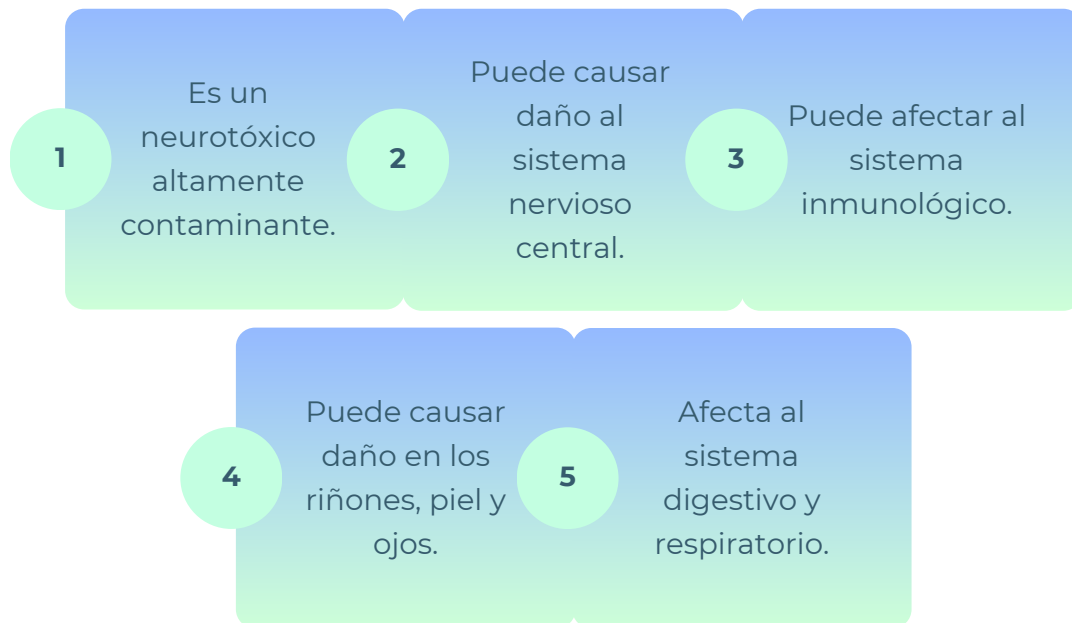 1
Es un
neurotóxico
altamente
contaminante.
2
Puede causar
daño al
sistema
nervioso
central.
3
Puede afectar al
sistema
inmunológico.
4
Puede causar
daño en los
riñones, piel y
ojos.
5
Afecta al
sistema
digestivo y
respiratorio.